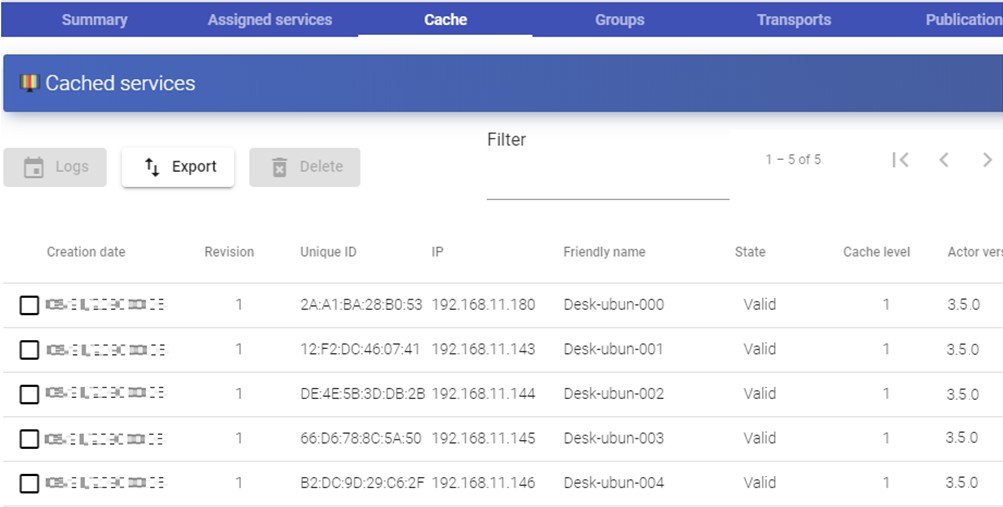 Summary Assigned services Cache Groups Transports Publication
Cached services
Logs Export Delete Filter 1 – 5 of 5
Creation date Revision Unique ID IP Friendly name State Cache level Actor vers
1 2A:A1:BA:28:B0:53 192.168.11.180 Desk-ubun-000 Valid 1 3.5.0
1 12:F2:DC:46:07:41 192.168.11.143 Desk-ubun-001 Valid 1 3.5.0
1 DE:4E:5B:3D:DB:2B 192.168.11.144 Desk-ubun-002 Valid 1 3.5.0
1 66:D6:78:8C:5A:50 192.168.11.145 Desk-ubun-003 Valid 1 3.5.0
1 B2:DC:9D:29:C6:2F 192.168.11.146 Desk-ubun-004 Valid 1 3.5.0